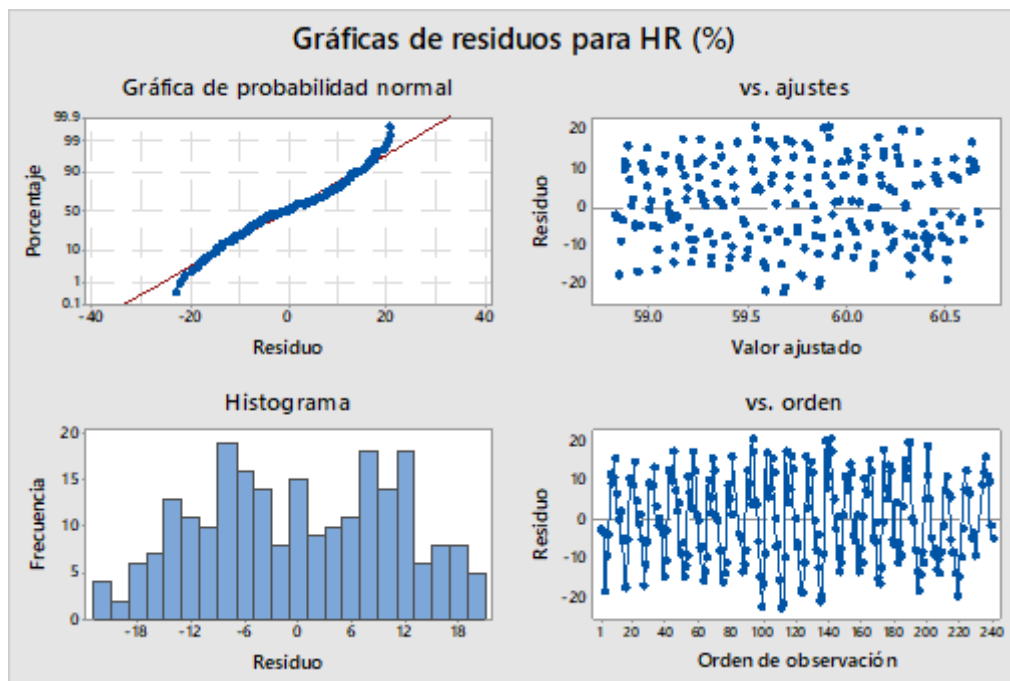 Gráficas de residuos para HR (%)
Gráfica de probabilidad normal
99.9
99
90
50
10
1
0.1
Porcentaje
-40 -20 0 20 40
Residuo
vs. ajustes
20
10
0
-10
-20
Residuo
59.0 59.5 60.0 60.5
Valor ajustado
Histograma
20
15
10
5
0
Frecuencia
-18 -12 -6 0 6 12 18
Residuo
vs. orden
20
10
0
-10
-20
Residuo
1 20 40 60 80 100 120 140 160 180 200 220 240
Orden de observación